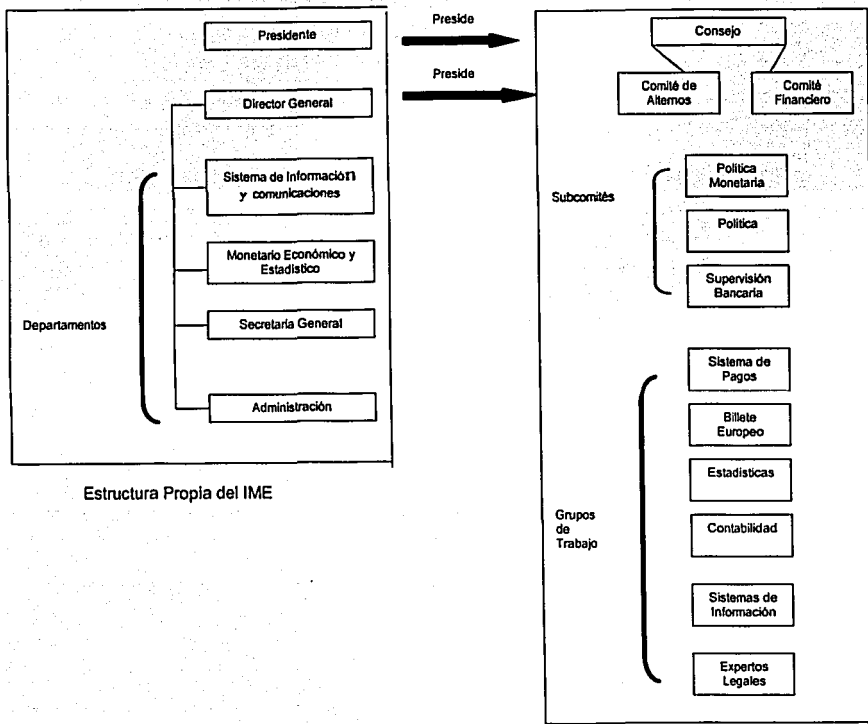 Presidente
Director General
Sistema de Información
y comunicaciones
Monetario Económico y
Estadístico
Departamentos
Secretaría General
Administración
Estructura Propia del IME
Preside
Preside
Consejo
Comité de
Alternos
Comité
Financiero
Subcomités
Política
Monetaria
Política
Supervisión
Bancaria
Grupos
de
Trabajo
Sistema de
Pagos
Billete
Europeo
Estadísticas
Contabilidad
Sistemas de
Información
Expertos
Legales